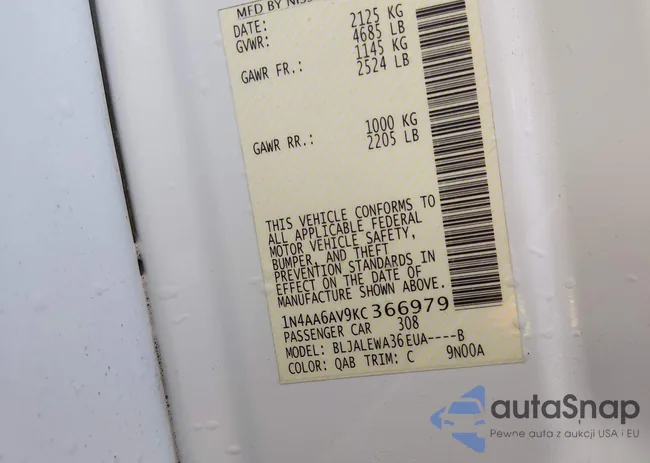 MFD BY NISS
DATE:
GVWR: 2125 KG
4685 LB
GAWR FR.: 1145 KG
2524 LB
GAWR RR.: 1000 KG
2205 LB
THIS VEHICLE CONFORMS TO
ALL APPLICABLE FEDERAL
MOTOR VEHICLE SAFETY,
BUMPER, AND THEFT
PREVENTION STANDARDS IN
EFFECT ON THE DATE OF
MANUFACTURE SHOWN ABOVE.
1N4AA6AV9KC366979
PASSENGER CAR 308
MODEL: BLJALEWA36EUA----B
COLOR: QAB TRIM: C 9N00A
autaSnap
Pewne auta z aukcji USA i EU